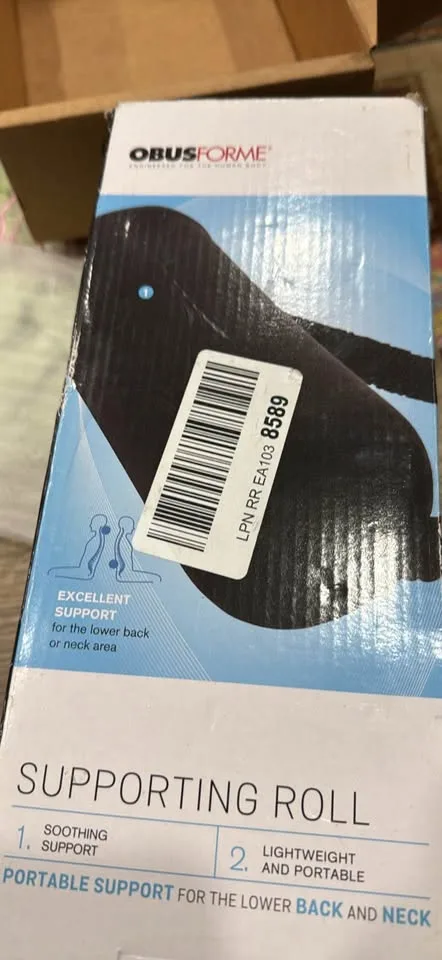 OBUSFORME®
ENGINEERED FOR THE HUMAN BODY
1
LPN RR EA103 8589
EXCELLENT
SUPPORT
for the lower back
or neck area
SUPPORTING ROLL
1. SOOTHING
SUPPORT
2. LIGHTWEIGHT
AND PORTABLE
PORTABLE SUPPORT FOR THE LOWER BACK AND NECK